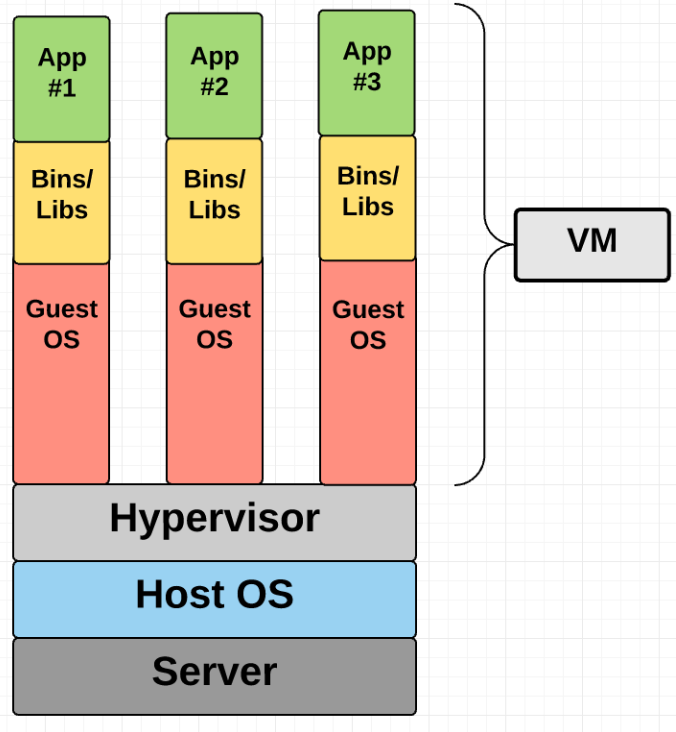 App
#1
App
#2
App
#3
Bins/
Libs
Bins/
Libs
Bins/
Libs
VM
Guest
OS
Guest
OS
Guest
OS
Hypervisor
Host OS
Server